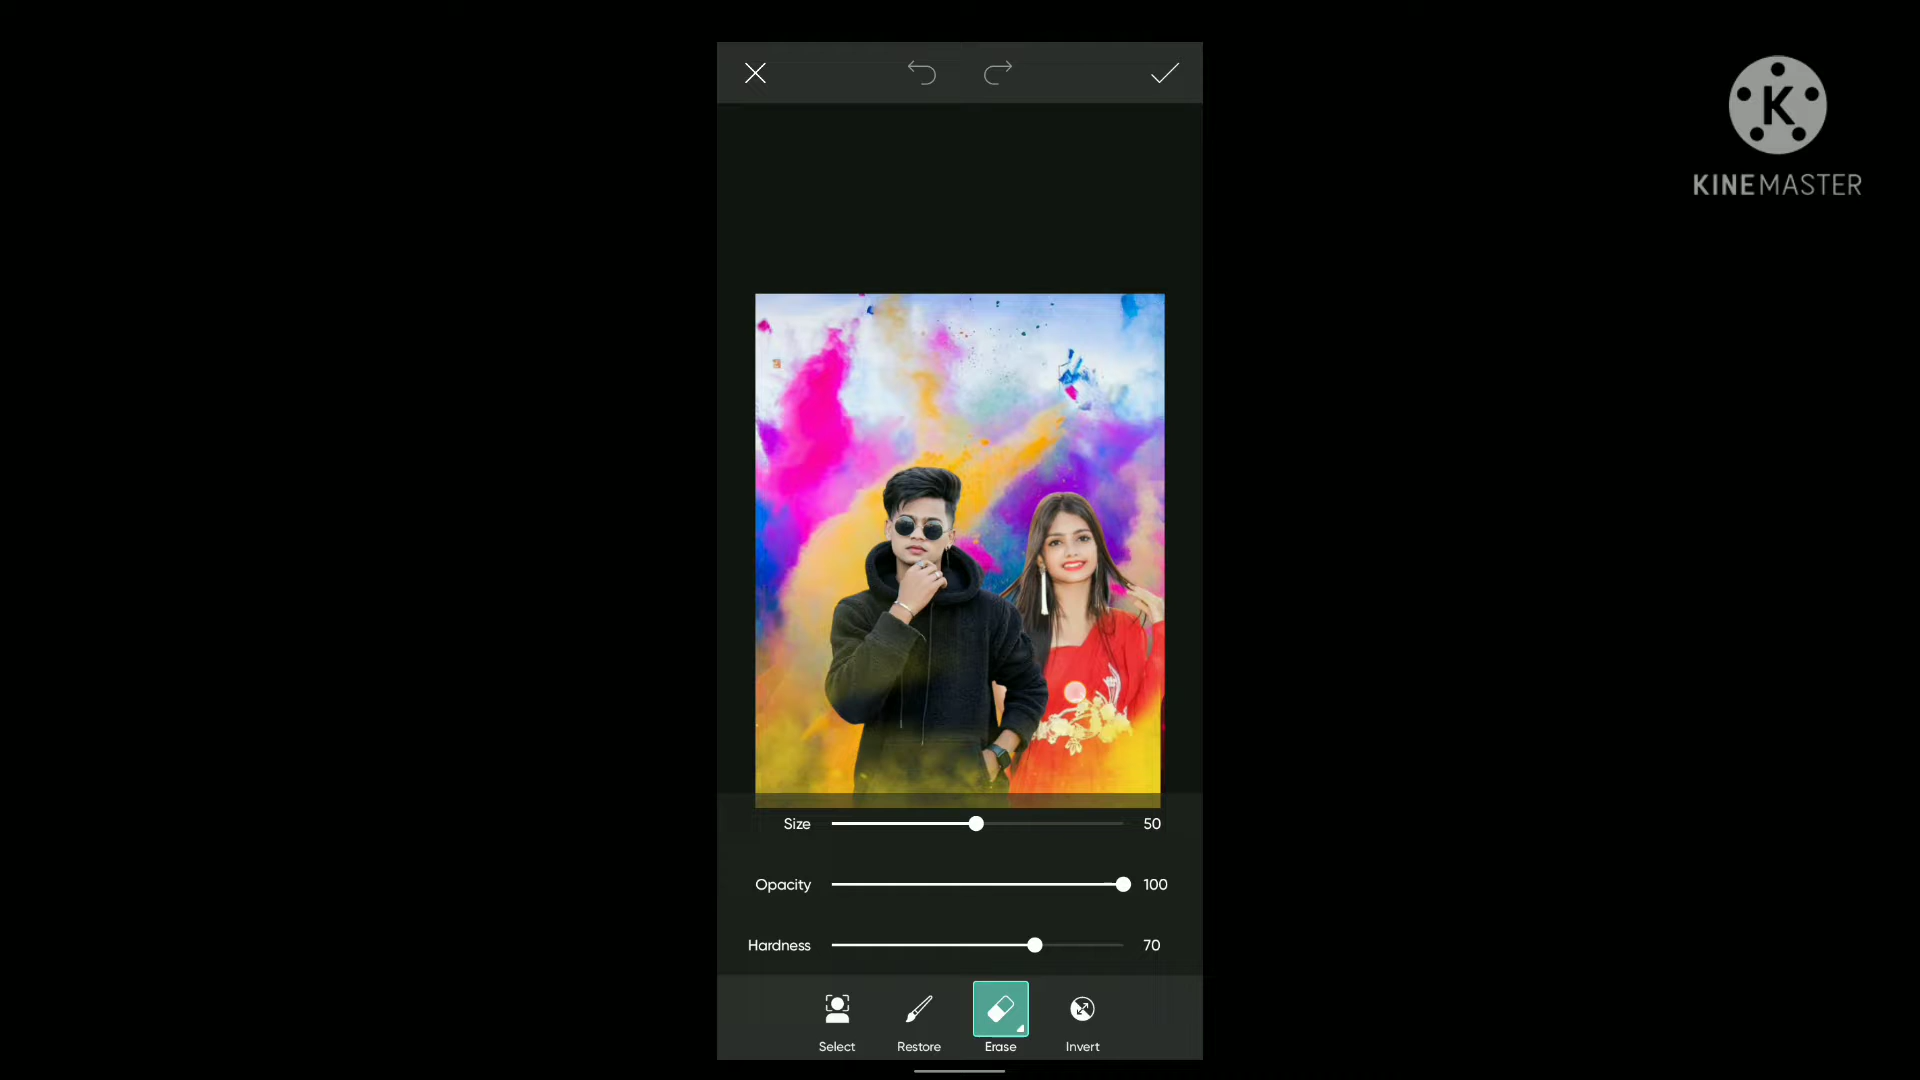 K
KINEMASTER
Size 50
Opacity 100
Hardness 70
Select Restore Erase Invert